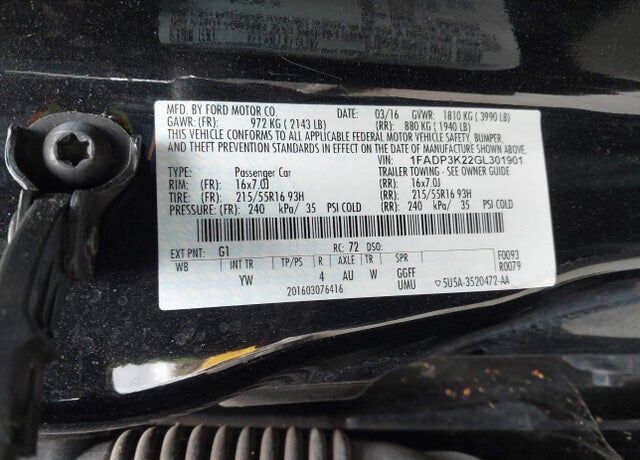 MFD. BY FORD MOTOR CO. DATE: 03/16 GVWR: 1810 KG ( 3990 LB)
GAWR: (FR): 972 KG ( 2143 LB) (RR): 880 KG ( 1940 LB)
THIS VEHICLE CONFORMS TO ALL APPLICABLE FEDERAL MOTOR VEHICLE SAFETY, BUMPER,
AND THEFT PREVENTION STANDARDS IN EFFECT ON THE DATE OF MANUFACTURE SHOWN ABOVE.
VIN: 1FADP3K22GL301901
TYPE: Passenger Car TRAILER TOWING - SEE OWNER GUIDE
RIM: (FR): 16x7.0J (RR): 16x7.0J
TIRE: (FR): 215/55R16 93H (RR): 215/55R16 93H
PRESSURE: (FR): 240 kPa/ 35 PSI COLD (RR): 240 kPa/ 35 PSI COLD
EXT PNT: G1 RC: 72 DSO: F0093
WB INT TR TP/PS R AXLE TR SPR R0079
YW 4 AU W GGFF
201603076416 UMU ▽5U5A-3520472-AA